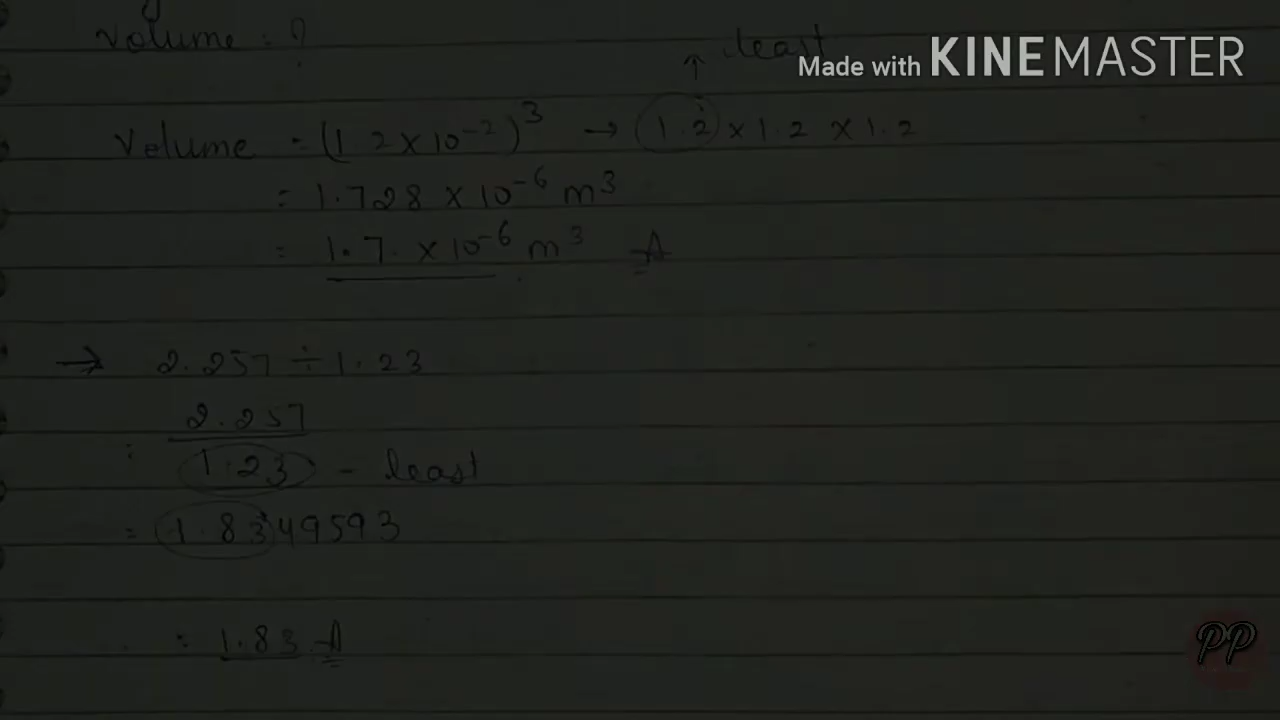 Volume : ?
least
Made with KINEMASTER
↑
Volume = (1.2 × 10⁻²)³ → 1.2 × 1.2 × 1.2
= 1.728 × 10⁻⁶ m³
= 1.7 × 10⁻⁶ m³ A
→ 2.257 ÷ 1.23
: 2.257
1.23 - least
= 1.8349593
= 1.83 A
PP